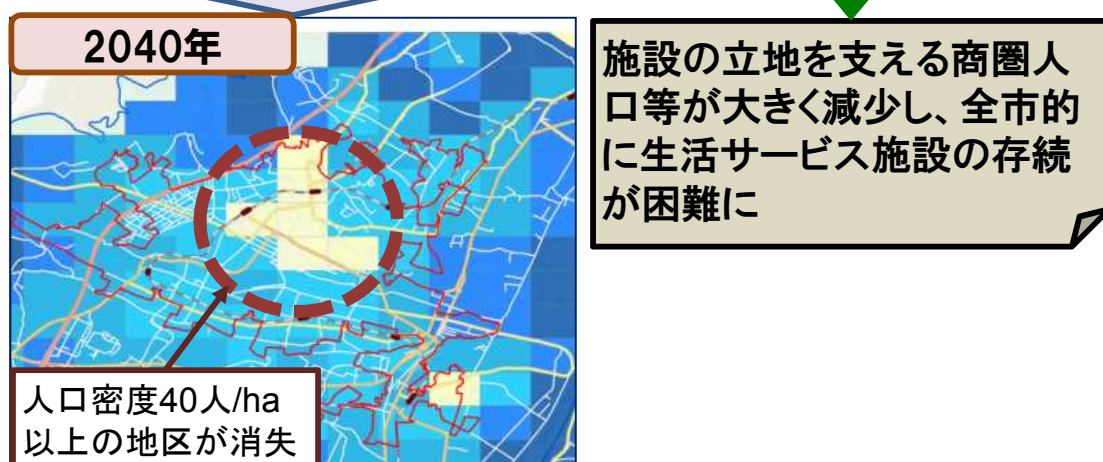 2040年
施設の立地を支える商圏人
口等が大きく減少し、全市的
に生活サービス施設の存続
が困難に
人口密度40人/ha
以上の地区が消失